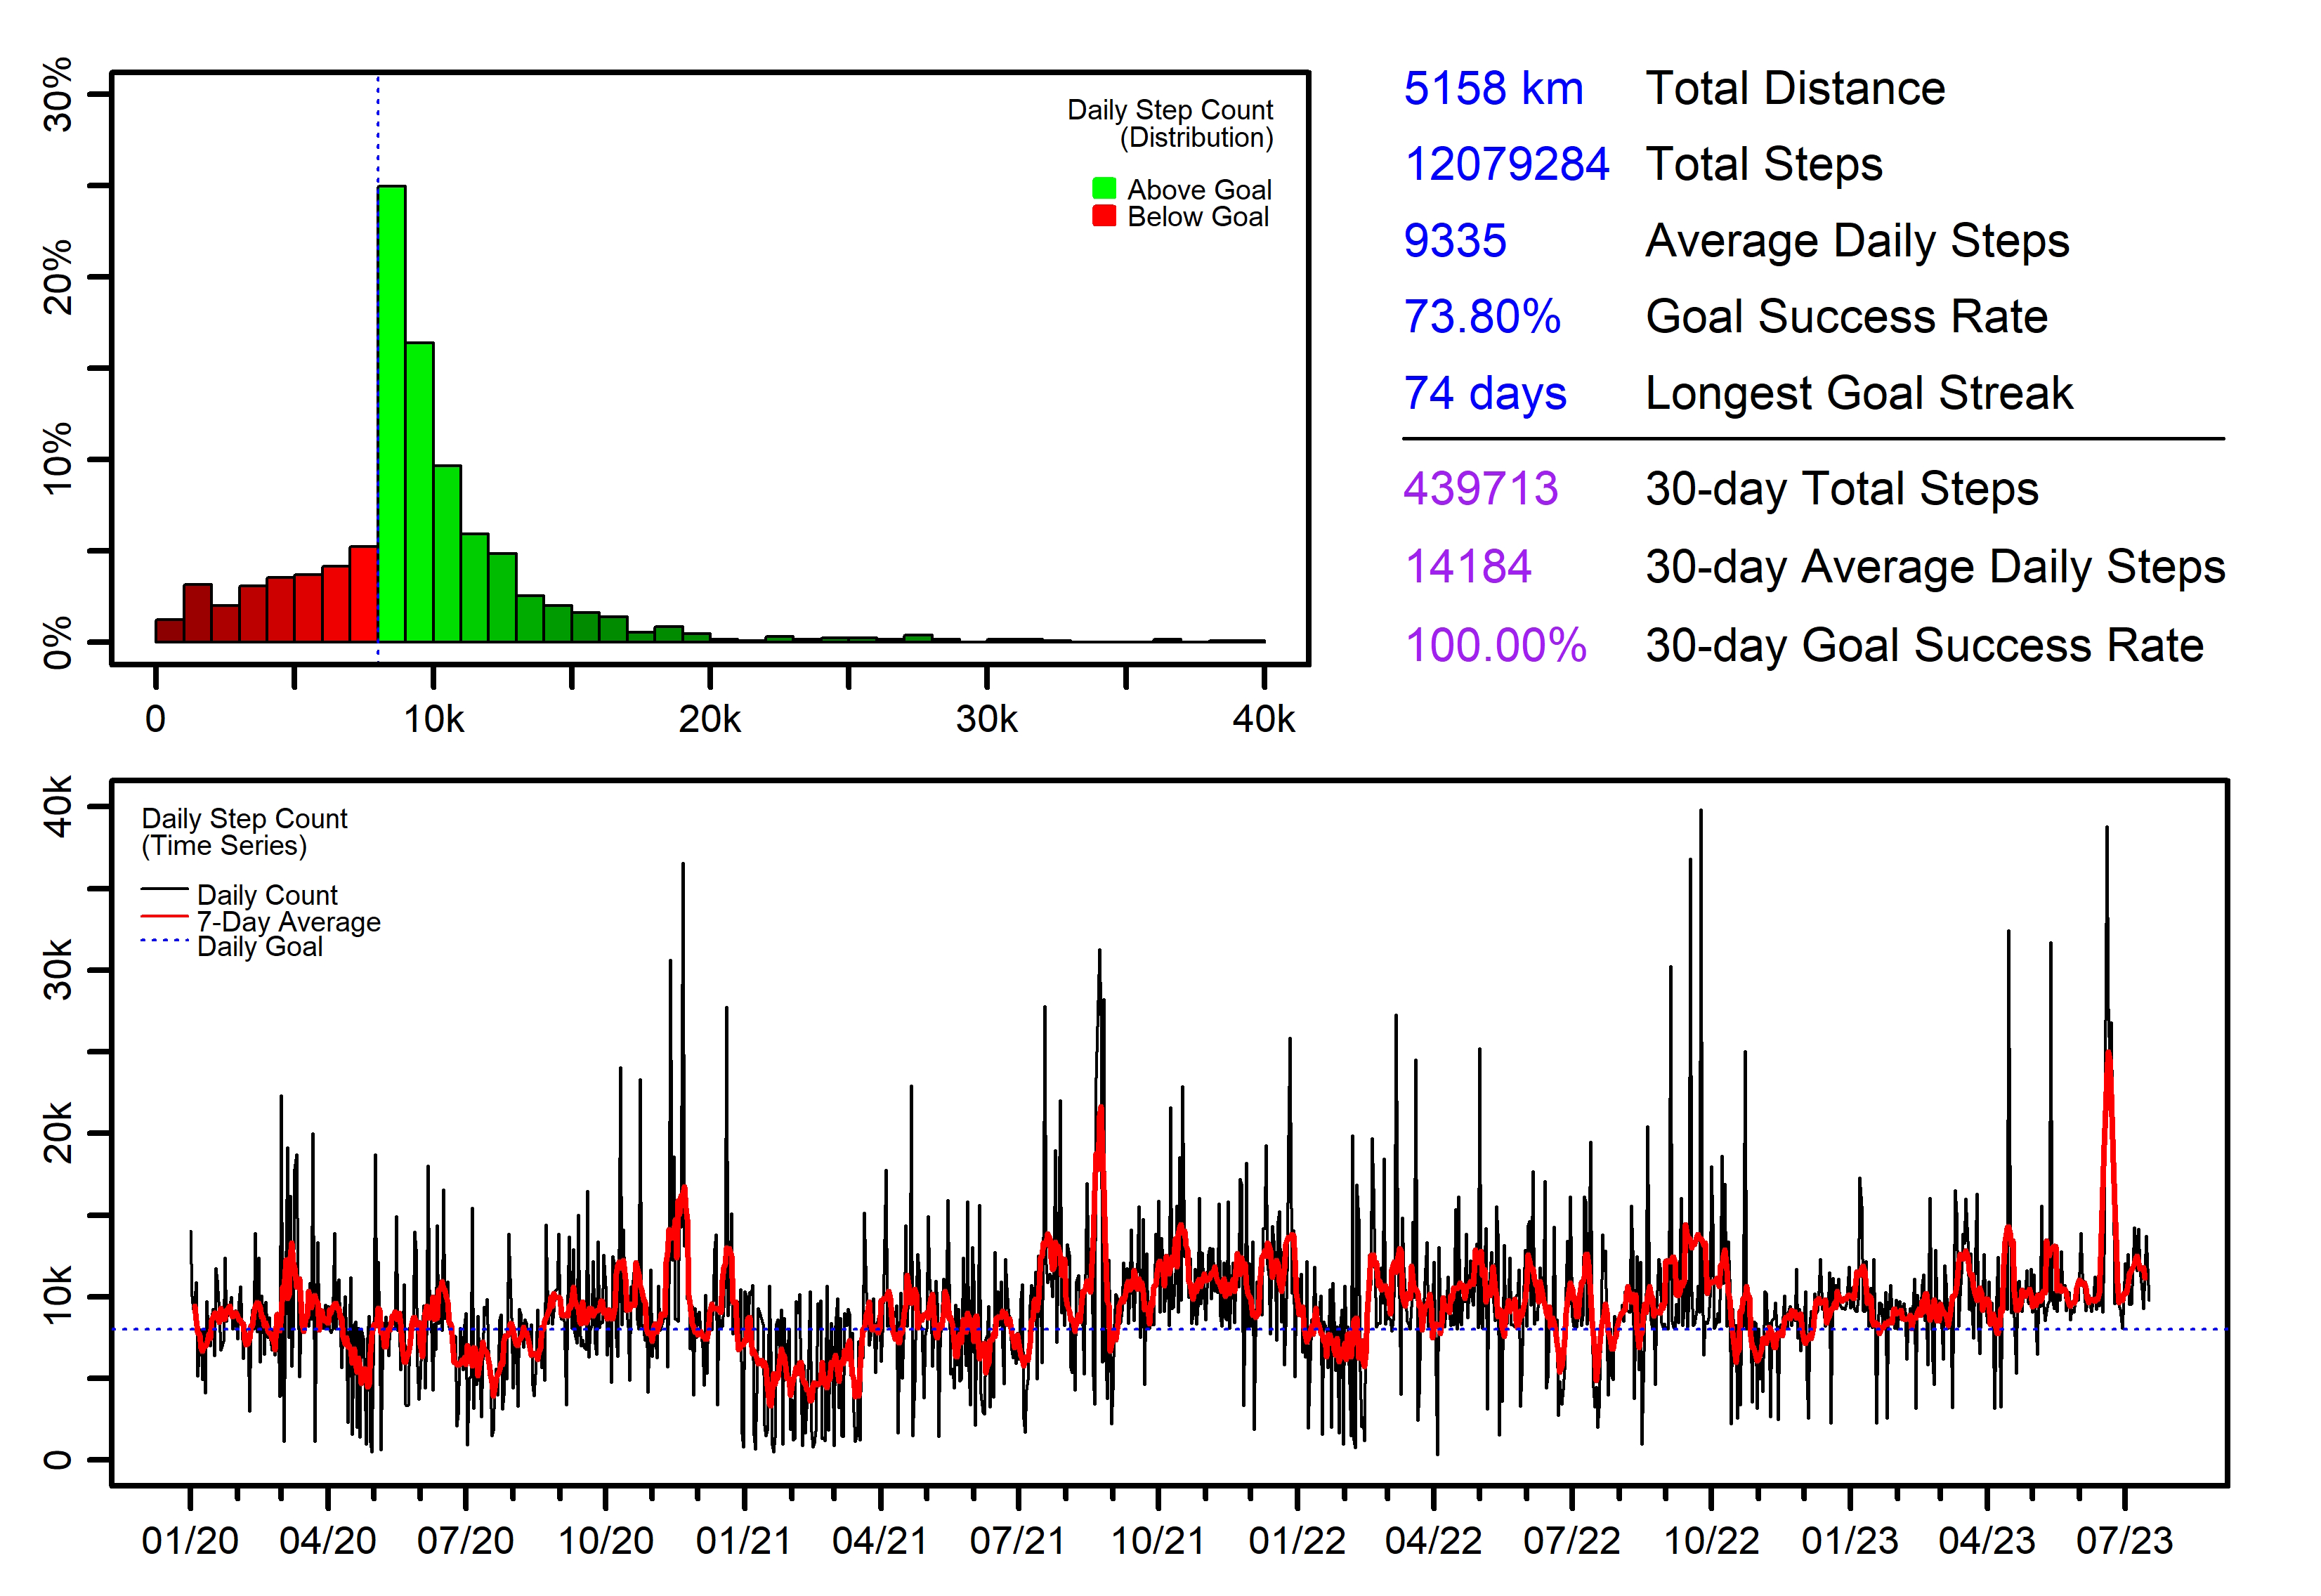 30%
20%
10%
0%
Daily Step Count
(Distribution)
Above Goal
Below Goal
0
10k
20k
30k
40k
5158 km Total Distance
12079284 Total Steps
9335 Average Daily Steps
73.80% Goal Success Rate
74 days Longest Goal Streak
439713 30-day Total Steps
14184 30-day Average Daily Steps
100.00% 30-day Goal Success Rate
40k
30k
20k
10k
0
Daily Step Count
(Time Series)
Daily Count
7-Day Average
Daily Goal
01/20
04/20
07/20
10/20
01/21
04/21
07/21
10/21
01/22
04/22
07/22
10/22
01/23
04/23
07/23